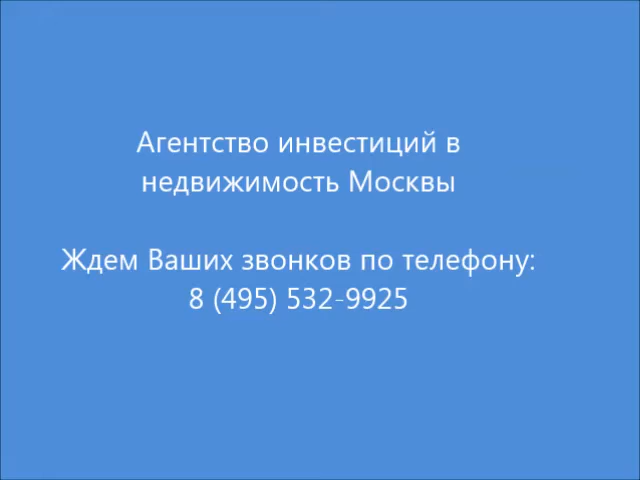 Агентство инвестиций в
недвижимость Москвы
Ждем Ваших звонков по телефону:
8 (495) 532-9925